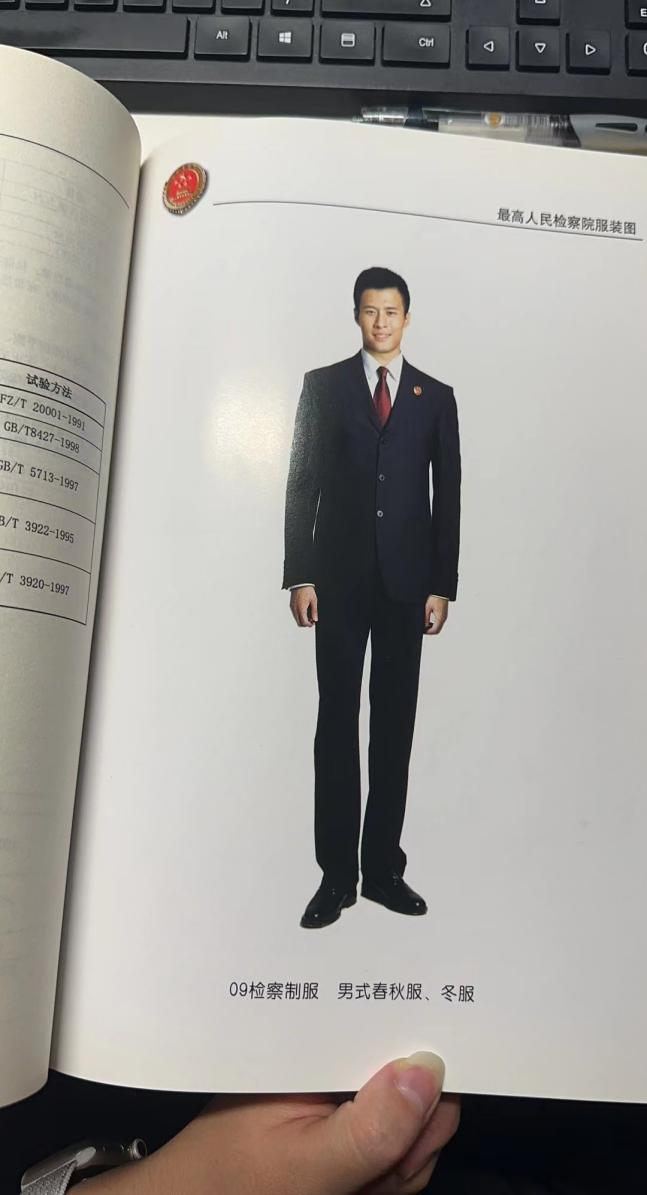 Alt
Ctrl
最高人民检察院服装图
试验方法
FZ/T 20001-1991
GB/T8427-1998
GB/T 5713-1997
B/T 3922-1995
/T 3920-1997
09检察制服 男式春秋服、冬服